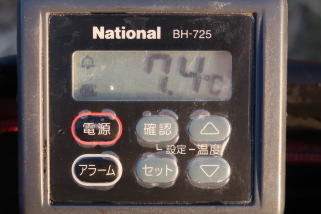 National BH-725
7.4℃
電源 確認 △
設定 温度
アラーム セット ▽